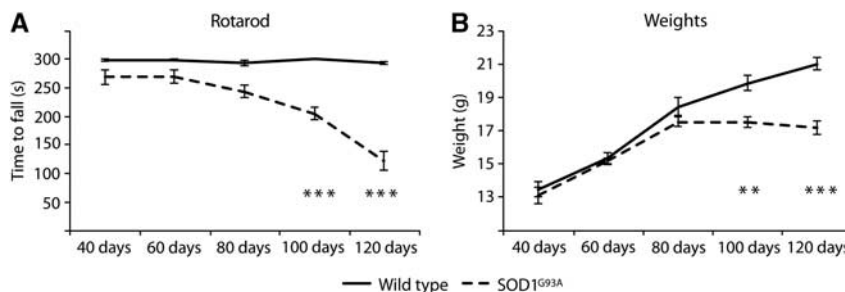 A Rotarod
Time to fall (s)
300
250
200
150
100
50
*** ***
40 days 60 days 80 days 100 days 120 days
B Weights
Weight (g)
21
19
17
15
13
** ***
40 days 60 days 80 days 100 days 120 days
Wild type SOD1G93A